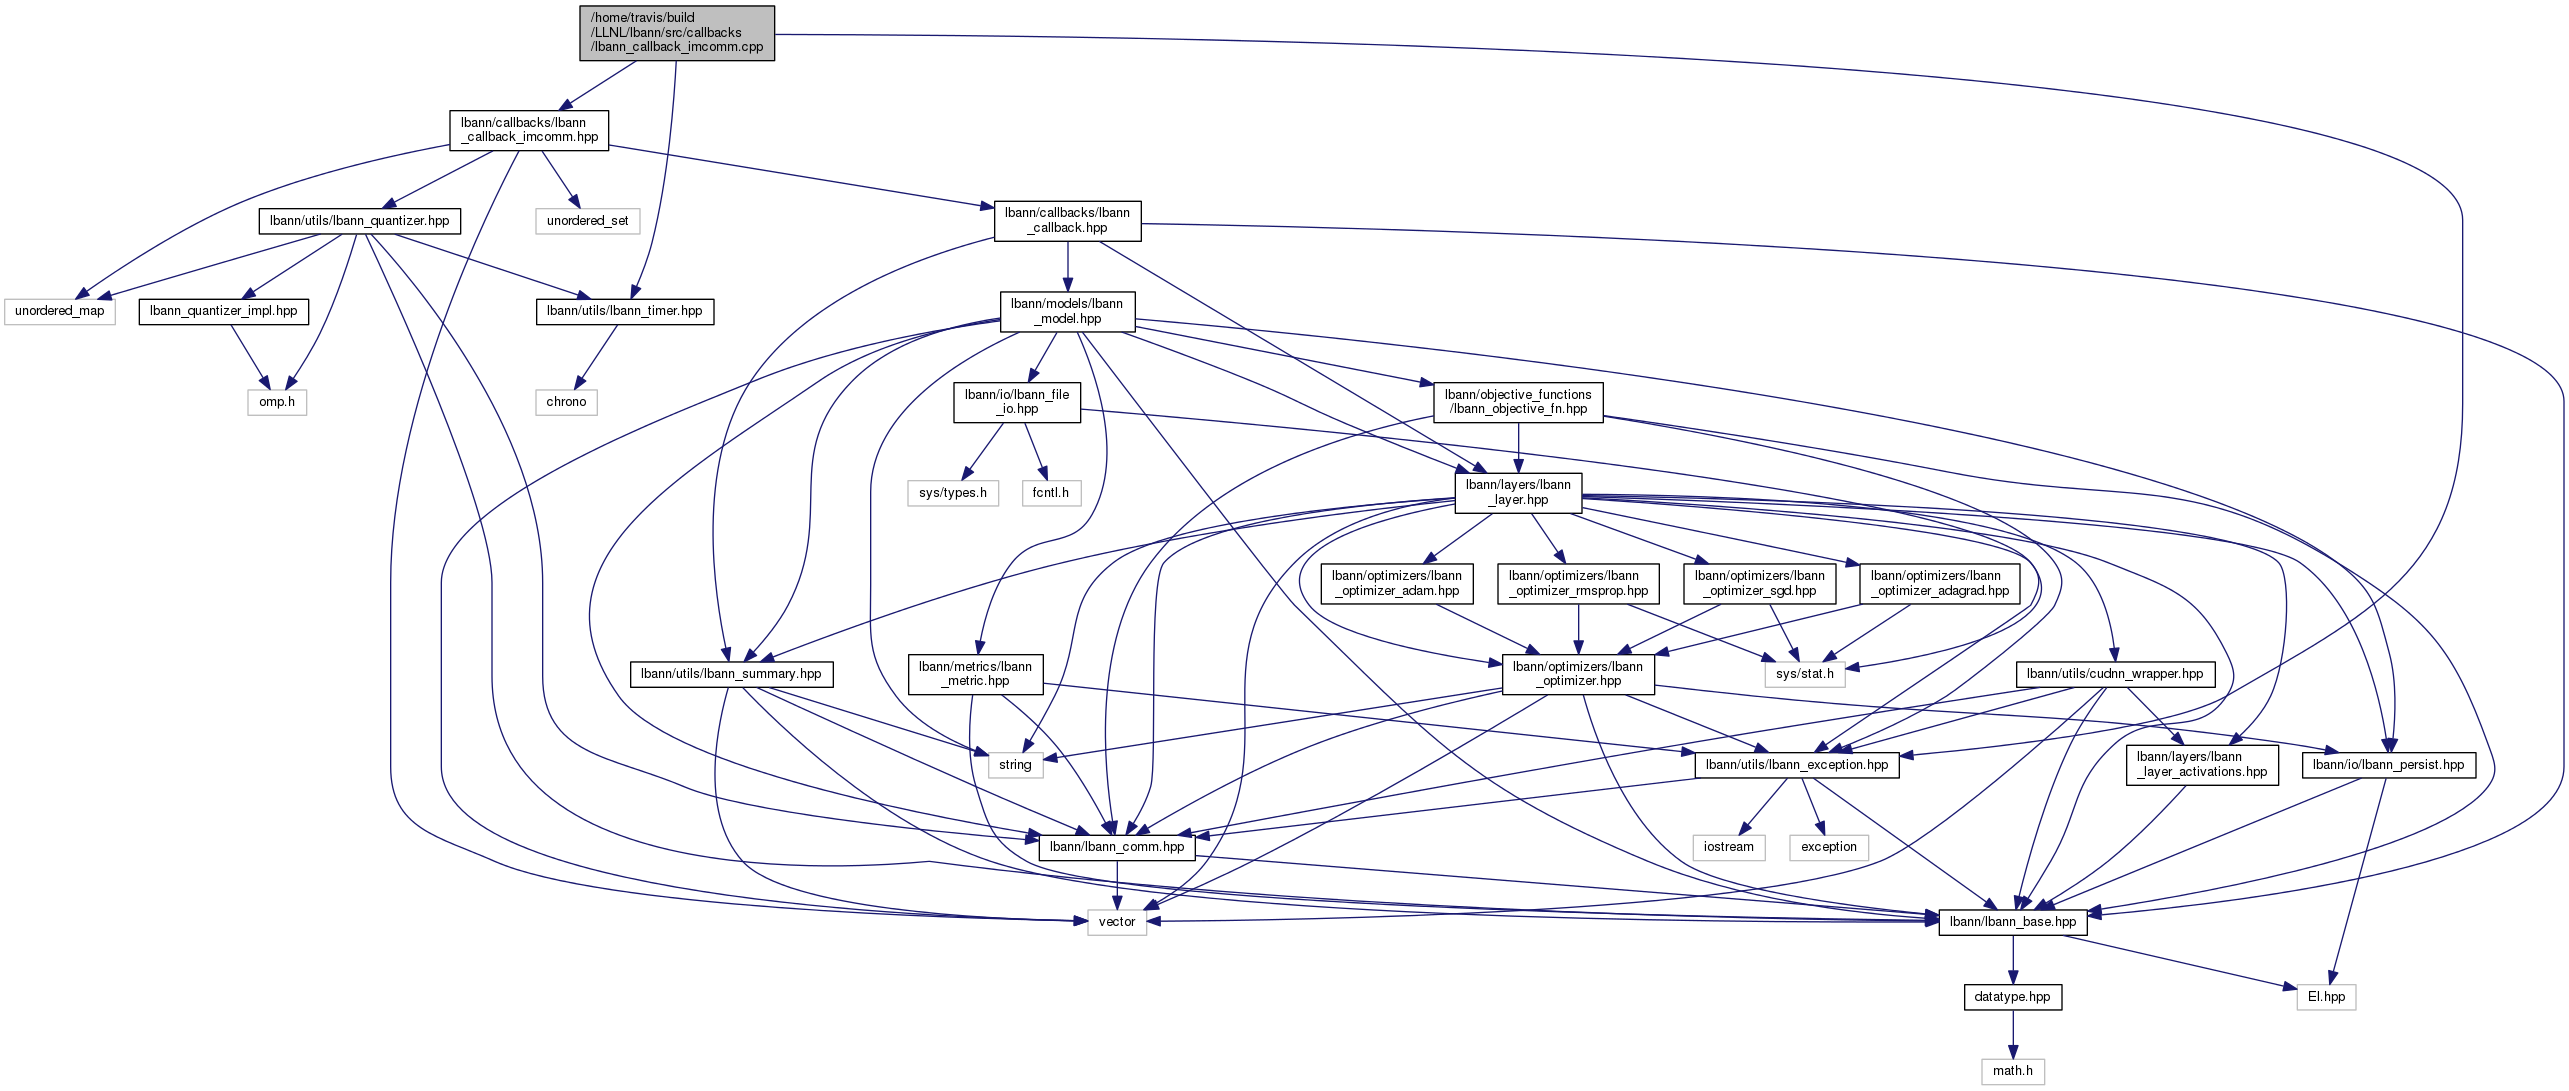 /home/travis/build
/LLNL/lbann/src/callbacks
/lbann_callback_imcomm.cpp
lbann/callbacks/lbann
_callback_imcomm.hpp
lbann/utils/lbann_quantizer.hpp
unordered_set
lbann/callbacks/lbann
_callback.hpp
unordered_map
lbann_quantizer_impl.hpp
lbann/utils/lbann_timer.hpp
lbann/models/lbann
_model.hpp
omp.h
chrono
lbann/io/lbann_file
_io.hpp
lbann/objective_functions
/lbann_objective_fn.hpp
sys/types.h
fcntl.h
lbann/layers/lbann
_layer.hpp
lbann/optimizers/lbann
_optimizer_adam.hpp
lbann/optimizers/lbann
_optimizer_rmsprop.hpp
lbann/optimizers/lbann
_optimizer_sgd.hpp
lbann/optimizers/lbann
_optimizer_adagrad.hpp
lbann/utils/lbann_summary.hpp
lbann/metrics/lbann
_metric.hpp
lbann/optimizers/lbann
_optimizer.hpp
sys/stat.h
lbann/utils/cudnn_wrapper.hpp
string
lbann/utils/lbann_exception.hpp
lbann/layers/lbann
_layer_activations.hpp
lbann/io/lbann_persist.hpp
lbann/lbann_comm.hpp
iostream
exception
vector
lbann/lbann_base.hpp
datatype.hpp
El.hpp
math.h